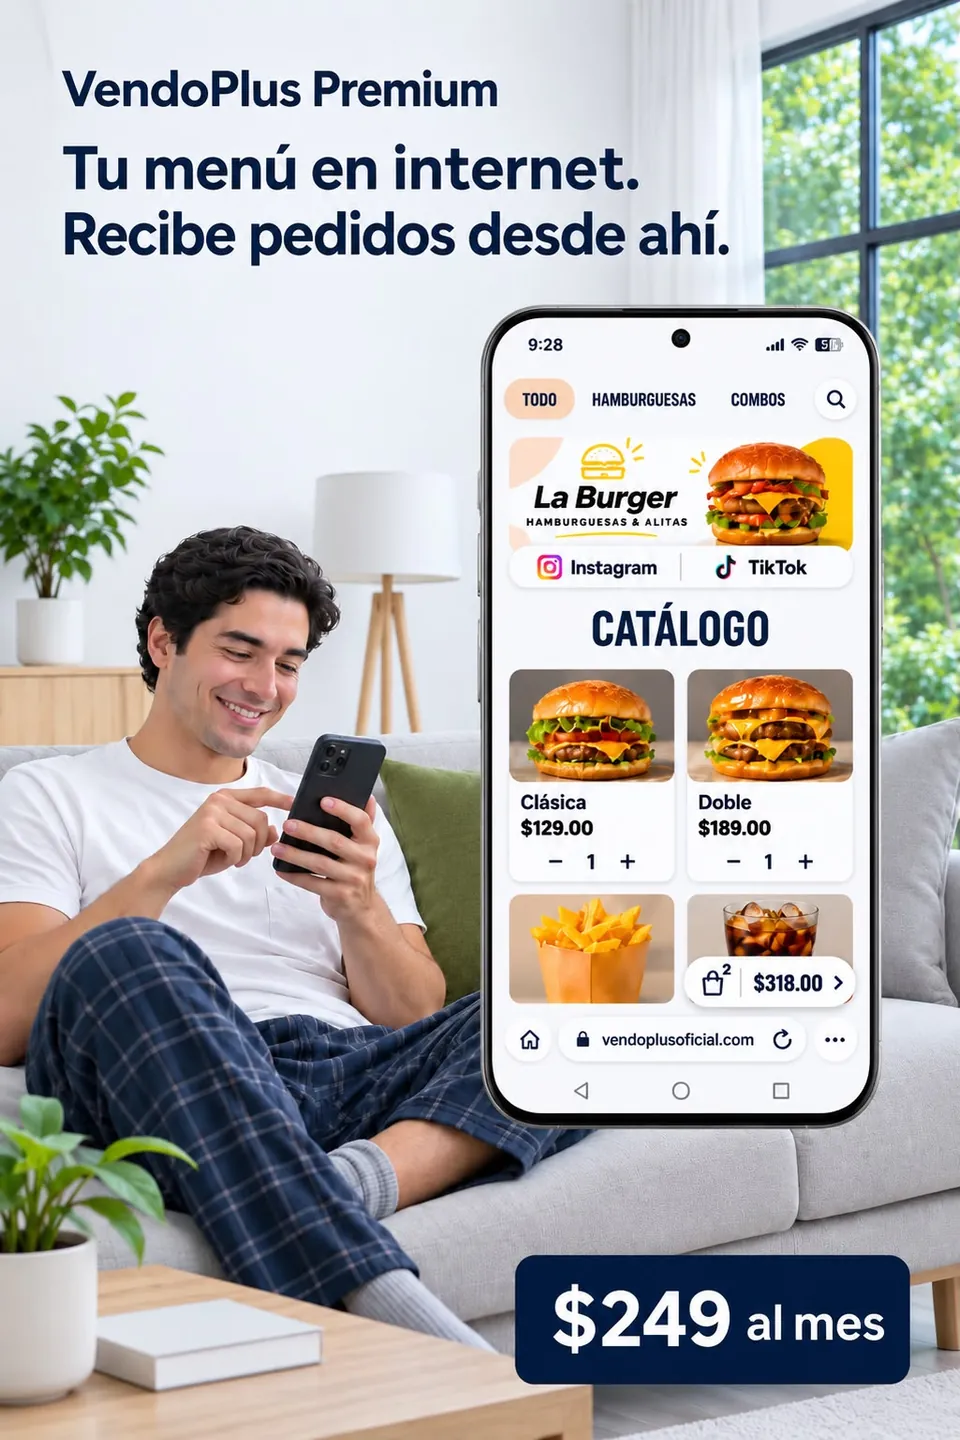 VendoPlus Premium
Tu menú en internet.
Recibe pedidos desde ahí.
9:28
TODO HAMBURGUESAS COMBOS
La Burger
HAMBURGUESAS & ALITAS
Instagram TikTok
CATÁLOGO
Clásica Doble
$129.00 $189.00
− 1 + − 1 +
2
$318.00
vendoplusoficial.com
$249 al mes